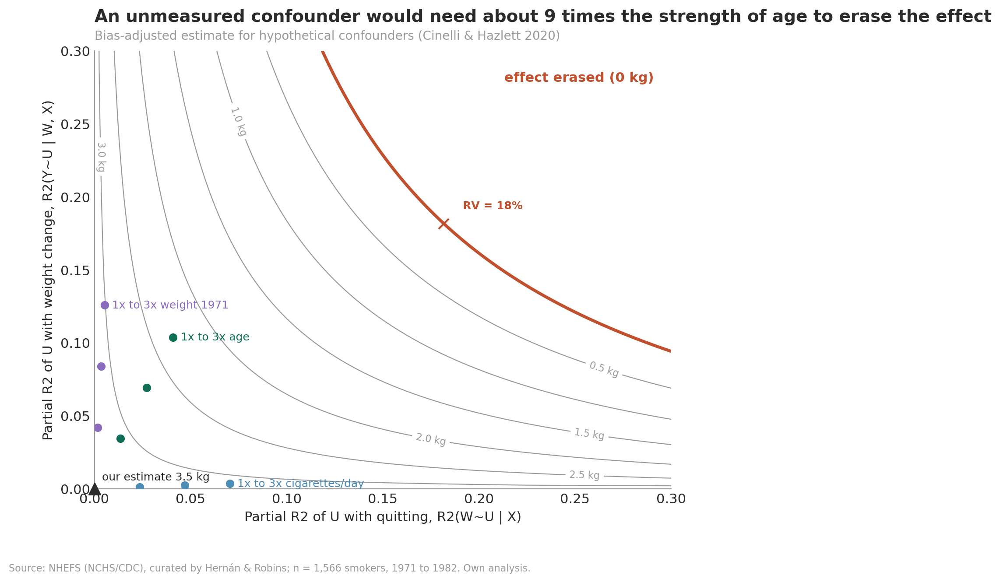 An unmeasured confounder would need about 9 times the strength of age to erase the effect
Bias-adjusted estimate for hypothetical confounders (Cinelli & Hazlett 2020)
0.30
effect erased (0 kg)
0.25
1.0 kg
3.0 kg
0.20
RV = 18%
0.15
1x to 3x weight 1971
0.10
1x to 3x age
0.5 kg
0.05
1.5 kg
2.0 kg
2.5 kg
our estimate 3.5 kg
1x to 3x cigarettes/day
0.00
Partial R2 of U with weight change, R2(Y~U | W, X)
0.00 0.05 0.10 0.15 0.20 0.25 0.30
Partial R2 of U with quitting, R2(W~U | X)
Source: NHEFS (NCHS/CDC), curated by Hernán & Robins; n = 1,566 smokers, 1971 to 1982. Own analysis.